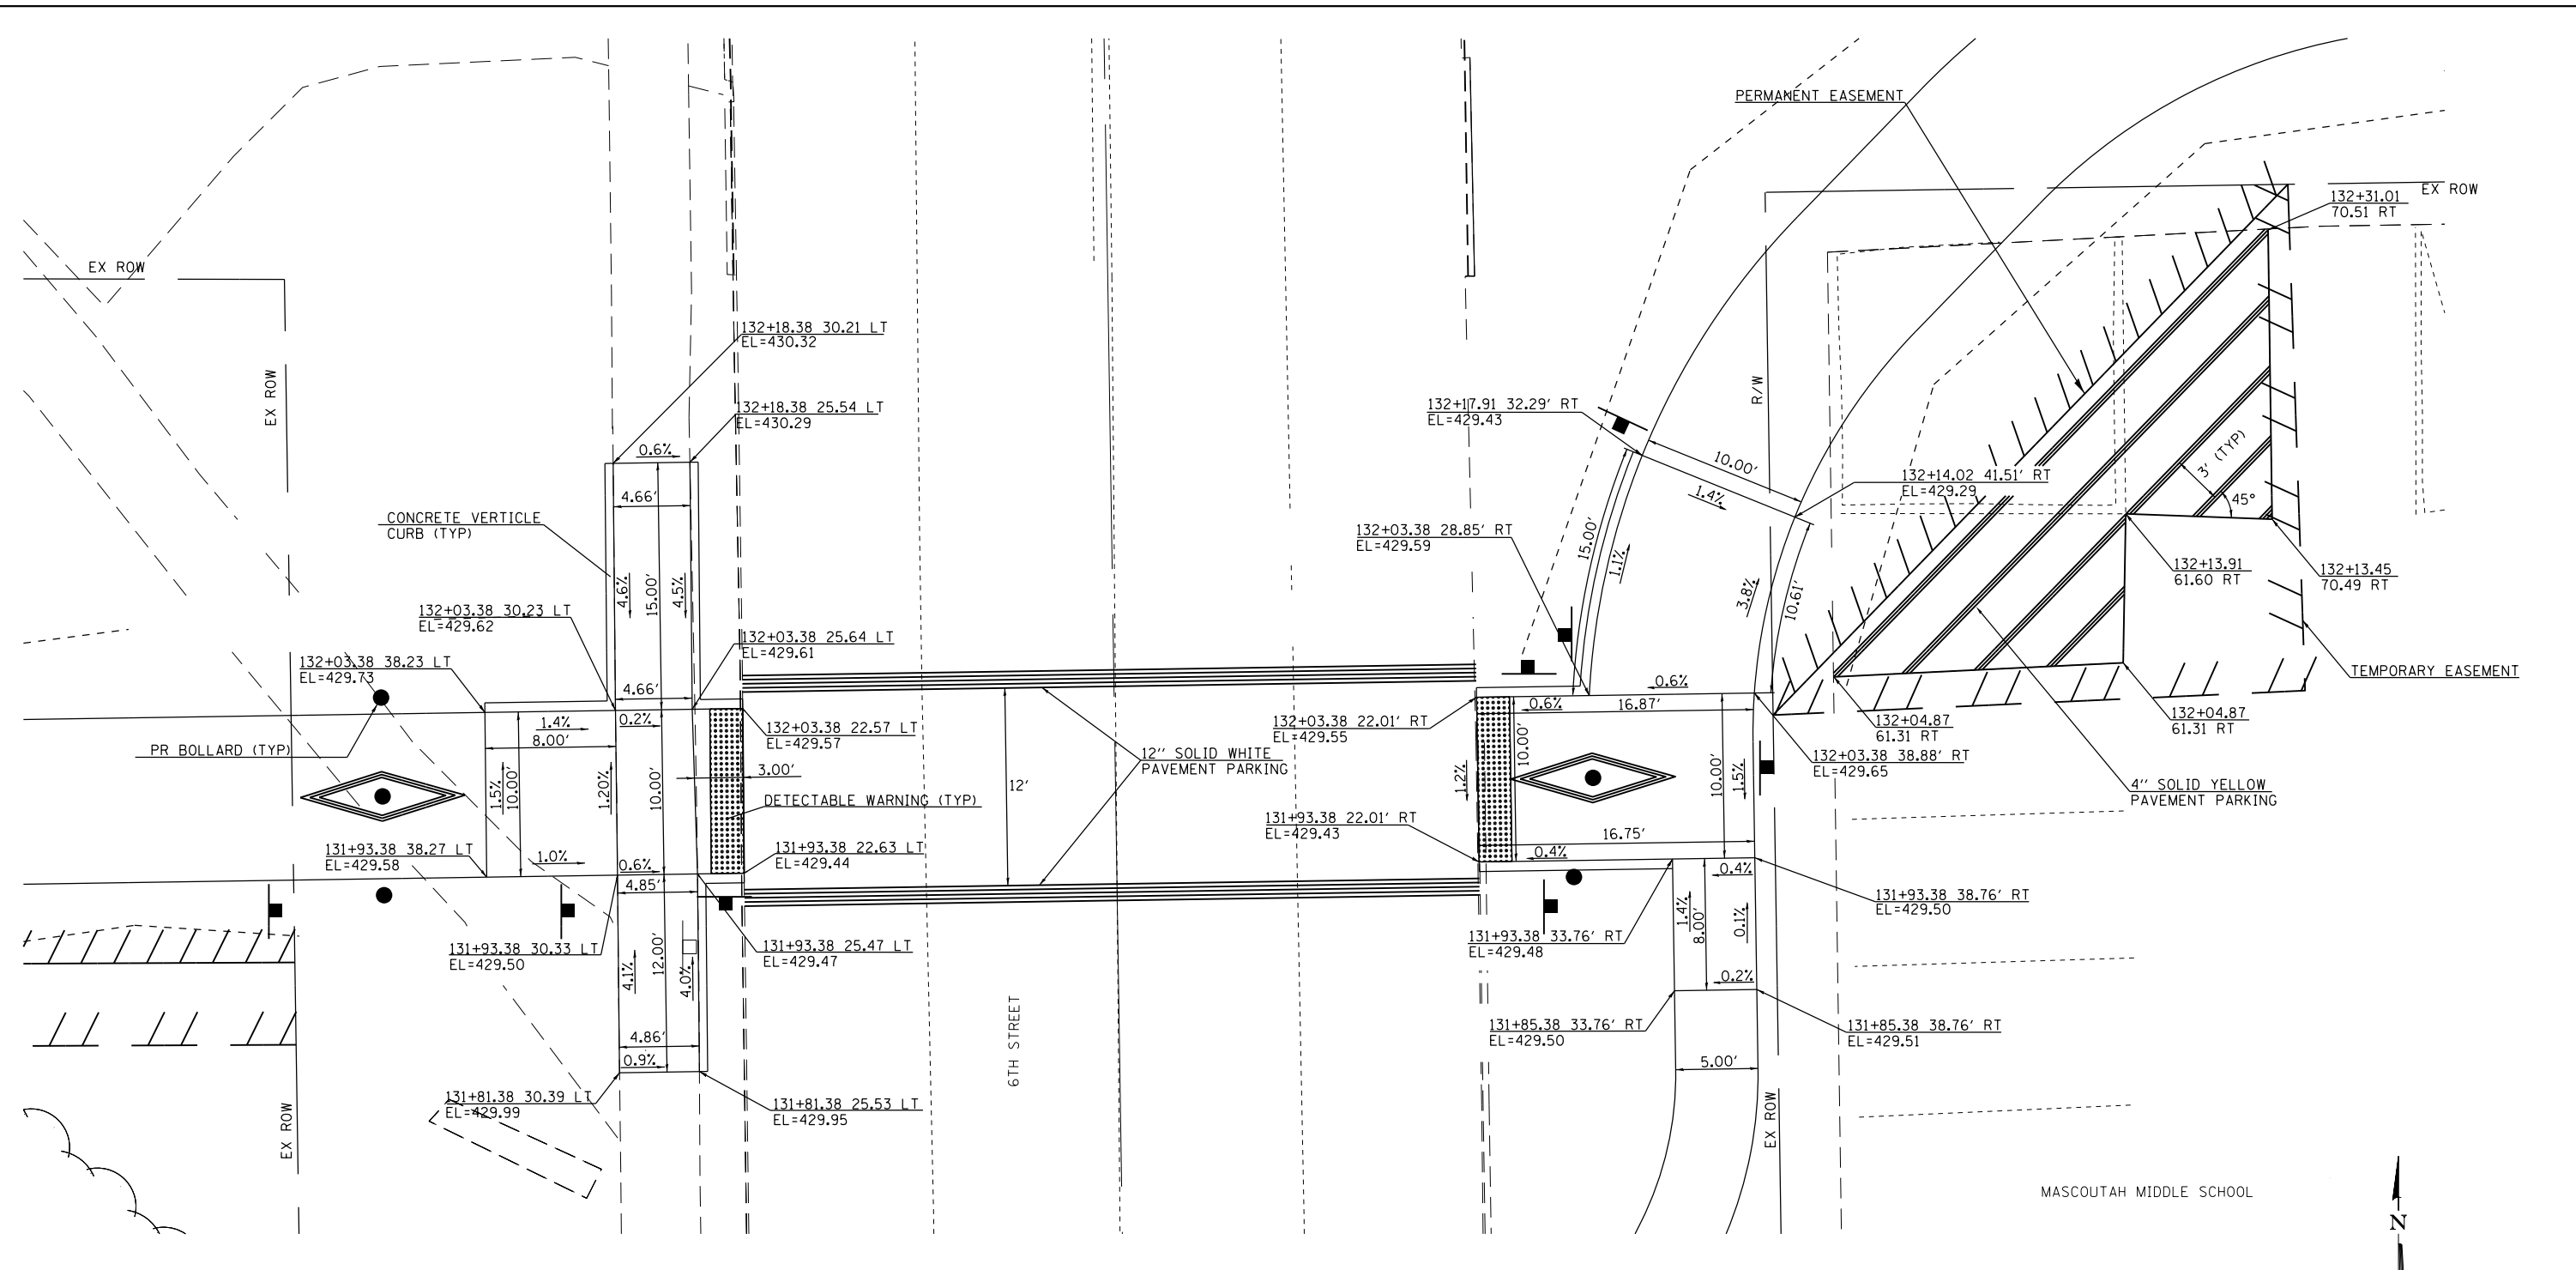 PERMANENT EASEMENT
EX ROW
132+31.01
70.51 RT
EX ROW
EX ROW
R/W
132+18.38 30.21 LT
EL=430.32
132+18.38 25.54 LT
EL=430.29
132+17.91 32.29' RT
EL=429.43
0.6%
10.00'
1.4%
132+14.02 41.51' RT
EL=429.29
3' (TYP)
45°
4.66'
CONCRETE VERTICLE
CURB (TYP)
132+03.38 28.85' RT
EL=429.59
15.00'
1.1%
132+13.91
61.60 RT
132+13.45
70.49 RT
4.6%
15.00'
4.5%
3.8%
10.61'
132+03.38 30.23 LT
EL=429.62
132+03.38 25.64 LT
EL=429.61
132+03.38 38.23 LT
EL=429.73
4.66'
0.6%
TEMPORARY EASEMENT
1.4%
0.2%
8.00'
132+03.38 22.57 LT
EL=429.57
132+03.38 22.01' RT
EL=429.55
0.6%
16.87'
132+04.87
61.31 RT
132+04.87
61.31 RT
PR BOLLARD (TYP)
12" SOLID WHITE
PAVEMENT PARKING
10.00'
132+03.38 38.88' RT
EL=429.65
1.5%
10.00'
1.20%
10.00'
3.00'
12'
1.2%
10.00'
1.5%
4" SOLID YELLOW
PAVEMENT PARKING
DETECTABLE WARNING (TYP)
131+93.38 22.01' RT
EL=429.43
16.75'
131+93.38 38.27 LT
EL=429.58
1.0%
0.6%
131+93.38 22.63 LT
EL=429.44
0.4%
0.4%
4.85'
131+93.38 38.76' RT
EL=429.50
131+93.38 30.33 LT
EL=429.50
4.1%
12.00'
4.0%
131+93.38 25.47 LT
EL=429.47
131+93.38 33.76' RT
EL=429.48
1.4%
8.00'
0.1%
0.2%
6TH STREET
4.86'
0.9%
131+85.38 33.76' RT
EL=429.50
131+85.38 38.76' RT
EL=429.51
5.00'
131+81.38 30.39 LT
EL=429.99
131+81.38 25.53 LT
EL=429.95
EX ROW
EX ROW
MASCOUTAH MIDDLE SCHOOL
N